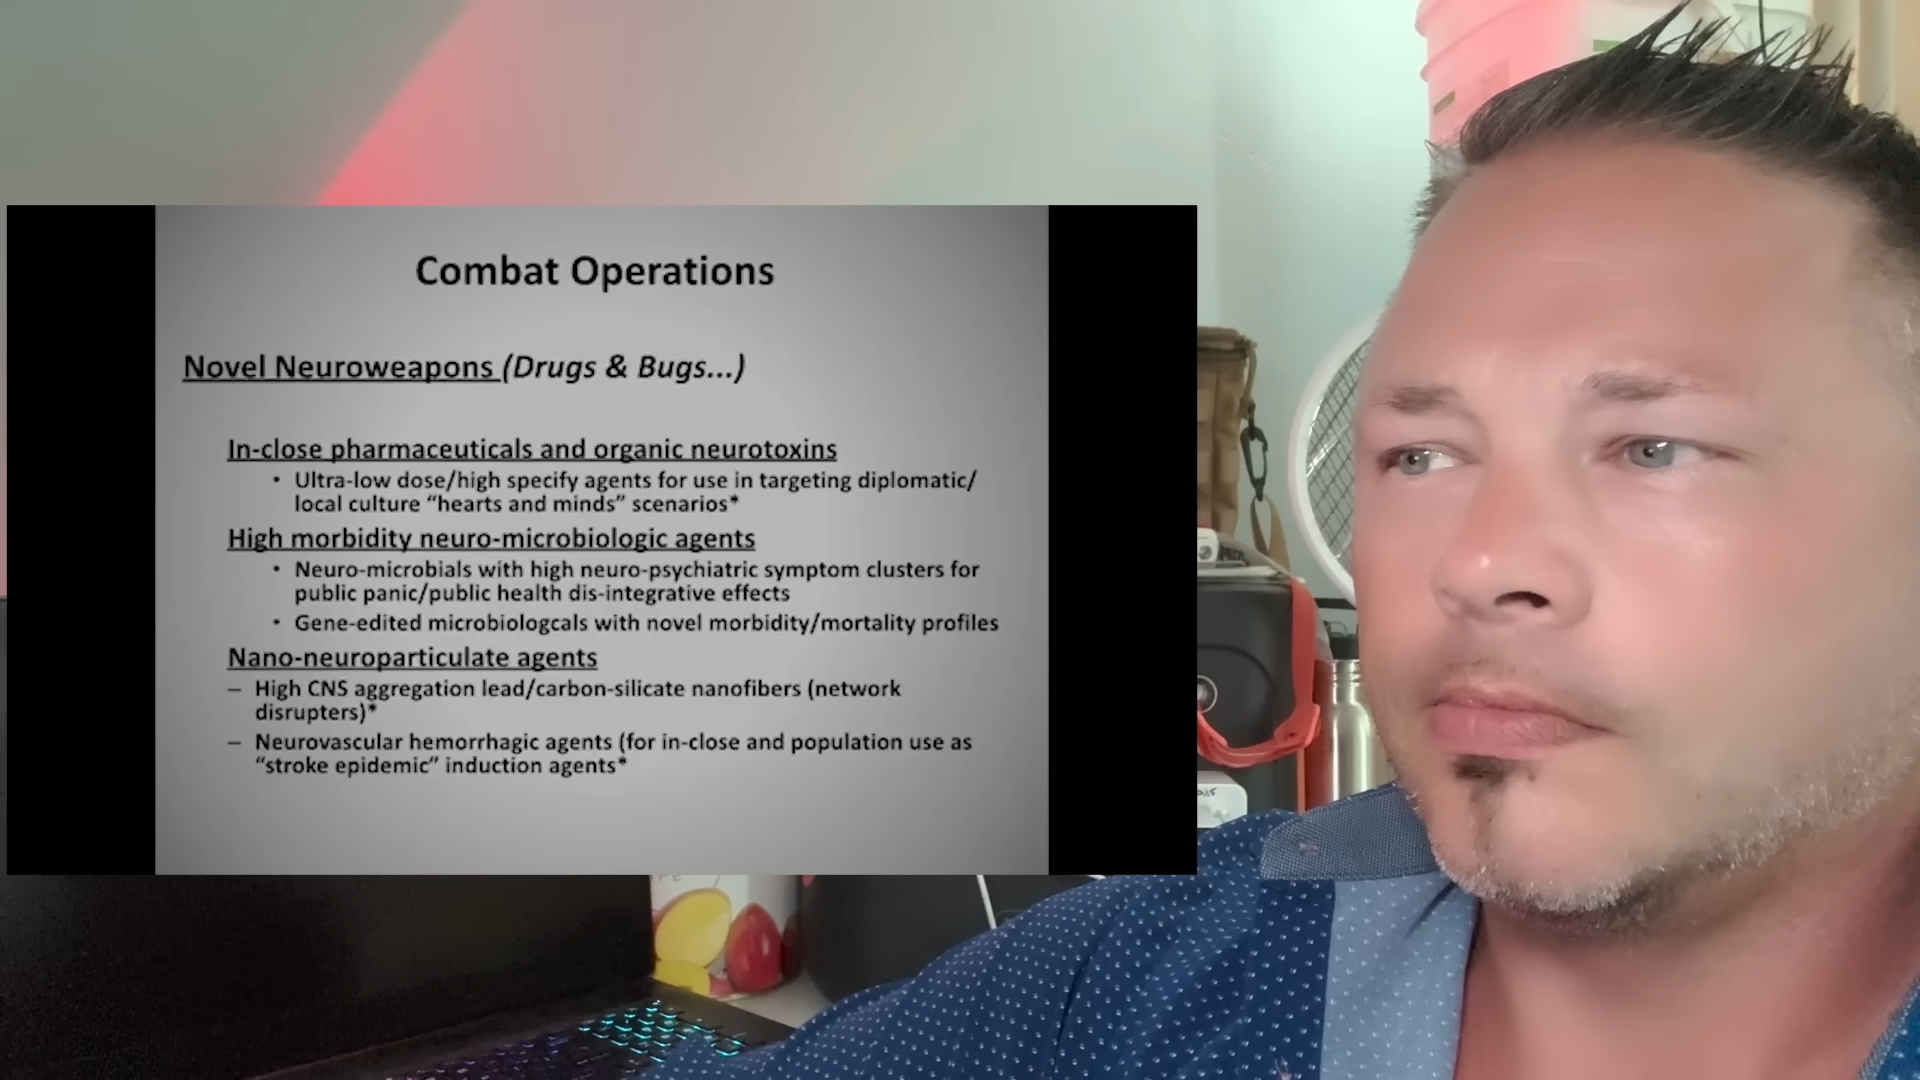 Combat Operations
Novel Neuroweapons (Drugs & Bugs...)
In-close pharmaceuticals and organic neurotoxins
• Ultra-low dose/high specify agents for use in targeting diplomatic/
local culture “hearts and minds” scenarios*
High morbidity neuro-microbiologic agents
• Neuro-microbials with high neuro-psychiatric symptom clusters for
public panic/public health dis-integrative effects
• Gene-edited microbiologcals with novel morbidity/mortality profiles
Nano-neuroparticulate agents
– High CNS aggregation lead/carbon-silicate nanofibers (network
disrupters)*
– Neurovascular hemorrhagic agents (for in-close and population use as
“stroke epidemic” induction agents*